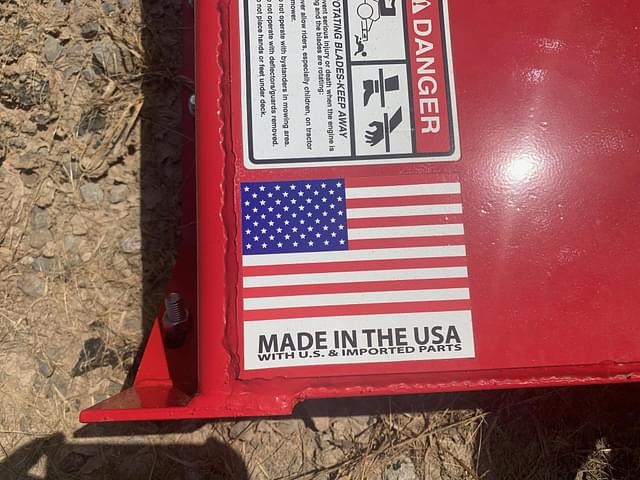 DANGER
ROTATING BLADES-KEEP AWAY
event serious injury or death when the engine is
ng and the blades are rotating:
ver allow riders, especially children, on tractor
mower.
o not operate with bystanders in mowing area.
o not operate with deflectors/guards removed.
o not place hands or feet under deck.
MADE IN THE USA
WITH U.S. & IMPORTED PARTS